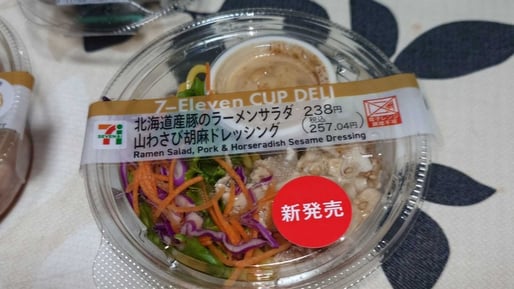 7-Eleven CUP DELI
北海道産豚のラーメンサラダ
山わさび胡麻ドレッシング
238円
(税込
257.04円)
Ramen Salad, Pork & Horseradish Sesame Dressing
7
ELEVEN
新発売